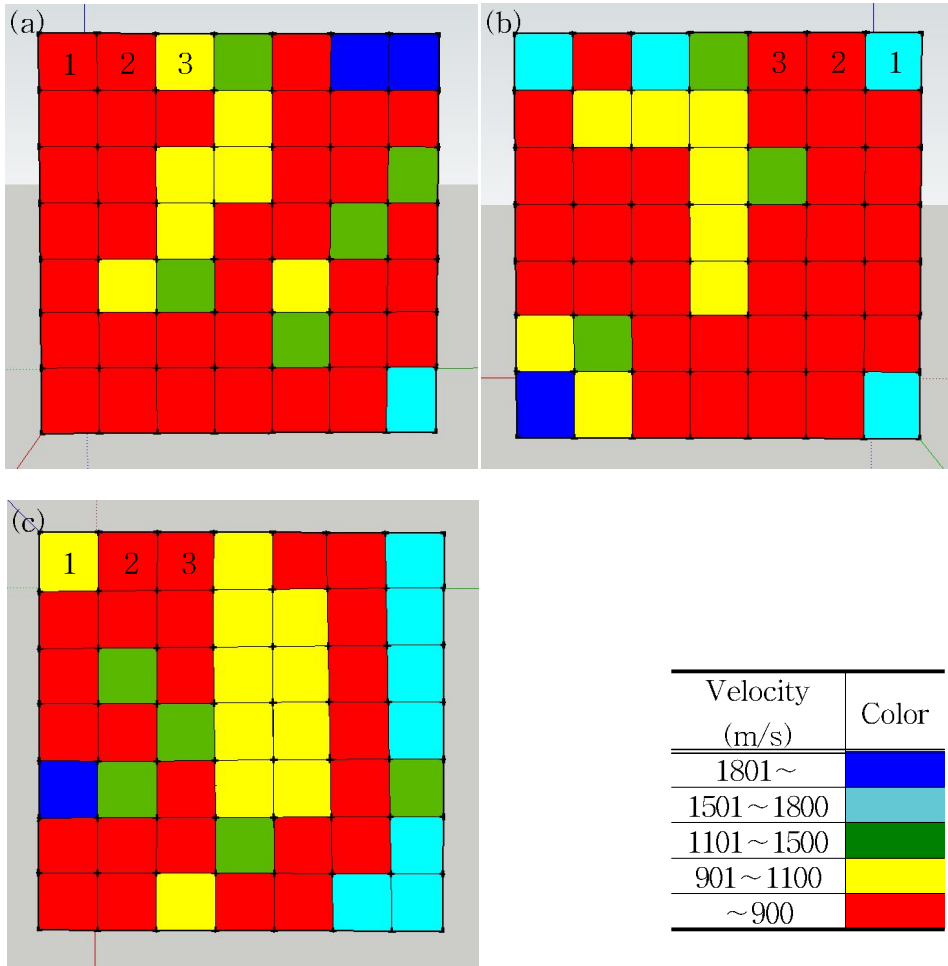 (a)
1 2 3
(b)
3 2 1
(c)
1 2 3
Velocity
(m/s)
Color
1801~
1501~1800
1101~1500
901~1100
~900